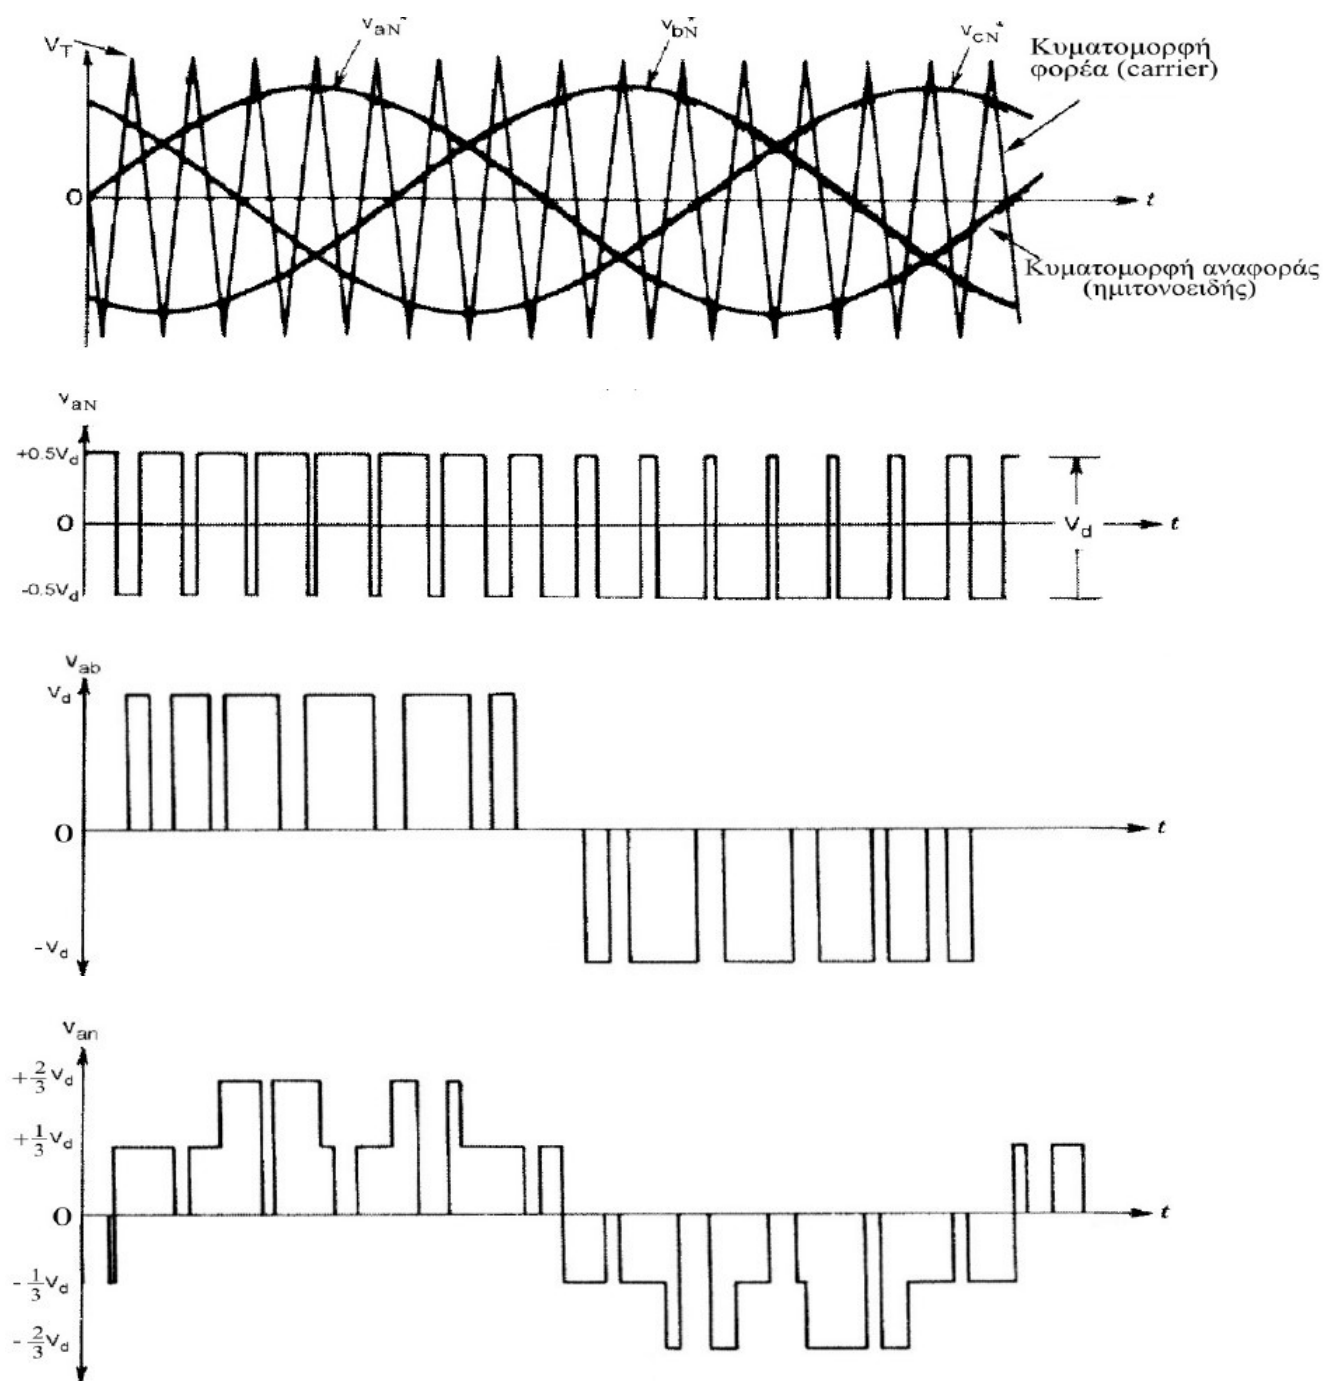 V_T
v_aN*
v_bN*
v_cN*
Κυματομορφή
φορέα (carrier)
O
t
Κυματομορφή αναφοράς
(ημιτονοειδής)
v_aN
+0.5V_d
O
V_d
t
-0.5V_d
v_ab
V_d
O
t
-V_d
v_an
+2/3 V_d
+1/3 V_d
O
t
-1/3 V_d
-2/3 V_d